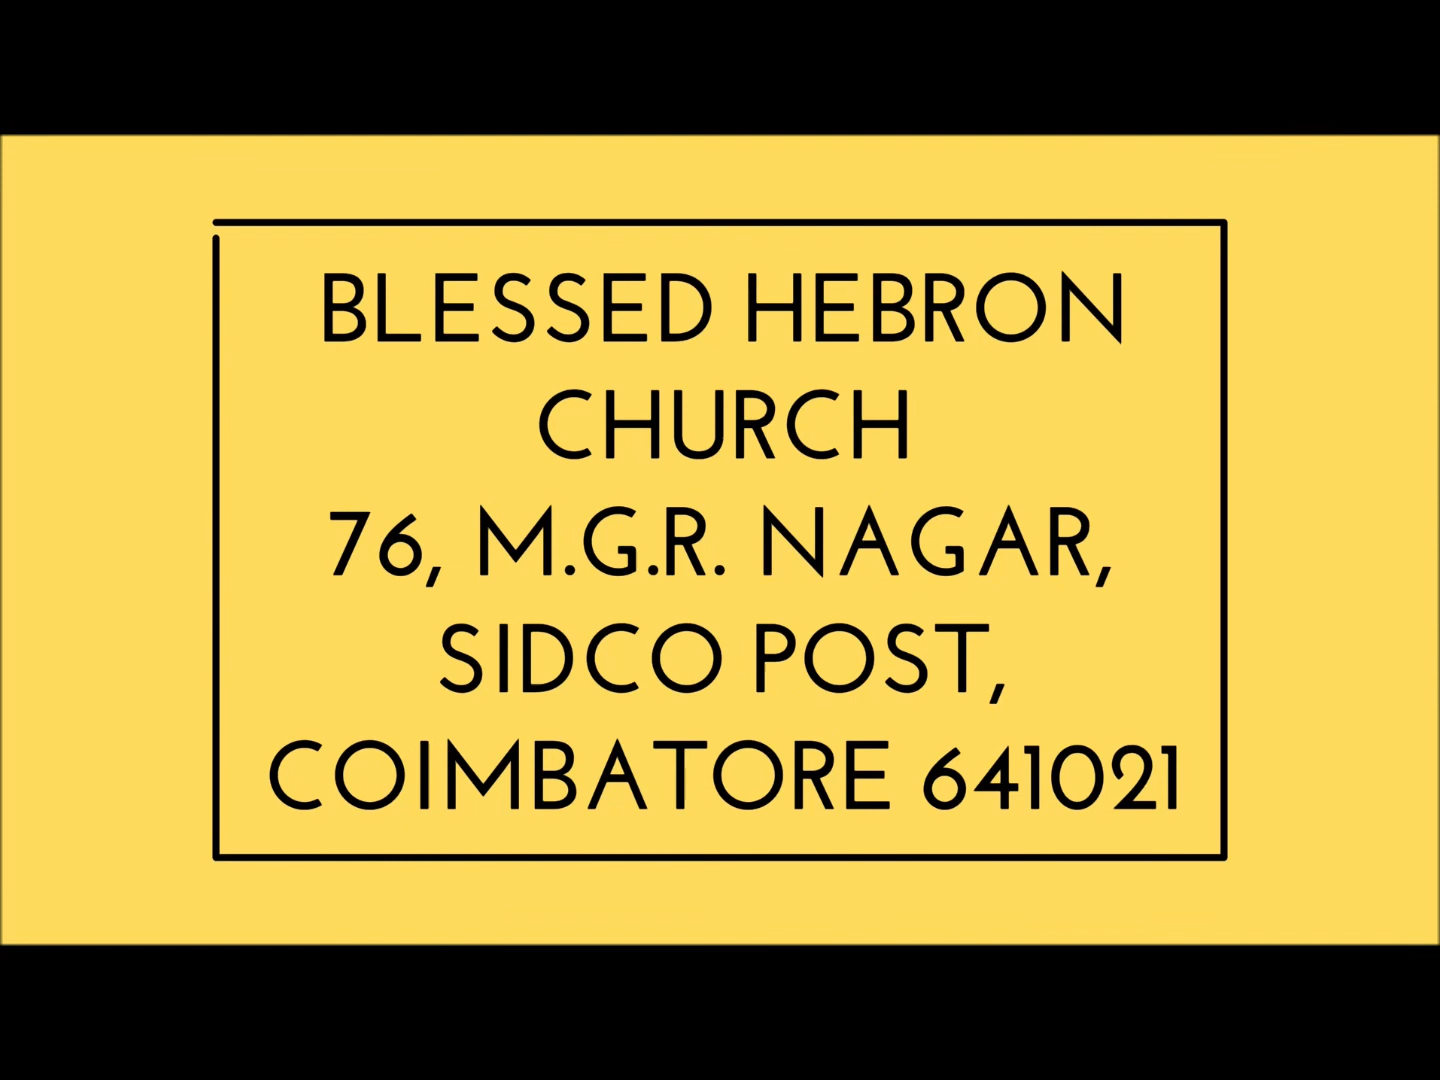 BLESSED HEBRON
CHURCH
76, M.G.R. NAGAR,
SIDCO POST,
COIMBATORE 641021